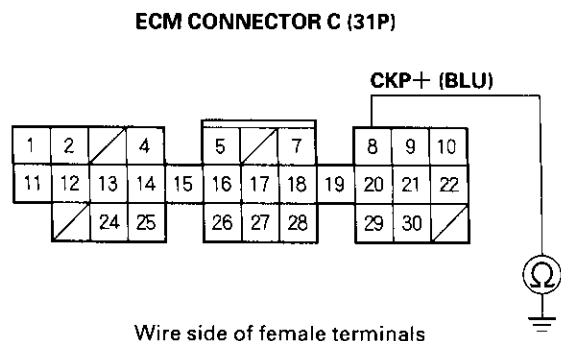 ECM CONNECTOR C (31P)
CKP+ (BLU)
1 2 4 5 7 8 9 10
11 12 13 14 15 16 17 18 19 20 21 22
24 25 26 27 28 29 30
Ω
Wire side of female terminals